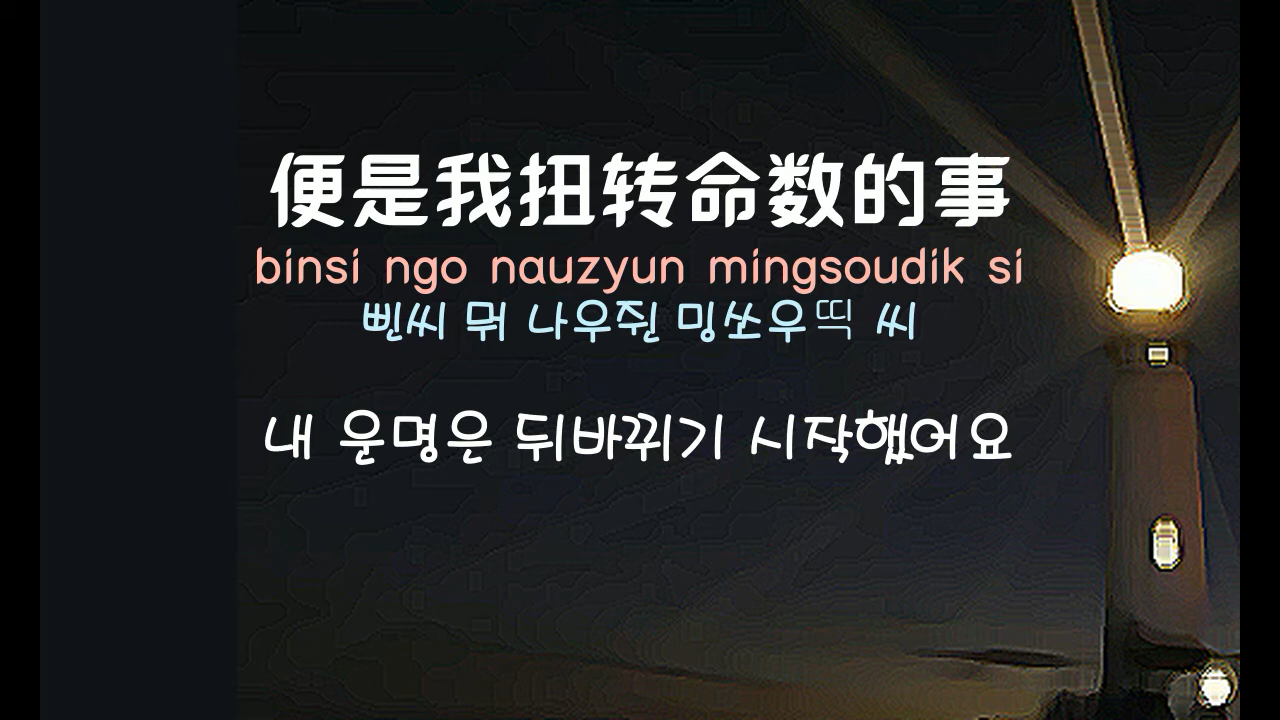 便是我扭转命数的事
binsi ngo nauzyun mingsoudik si
삔씨 뭐 나우쥔 밍쏘우띅 씨
내 운명은 뒤바뀌기 시작했어요